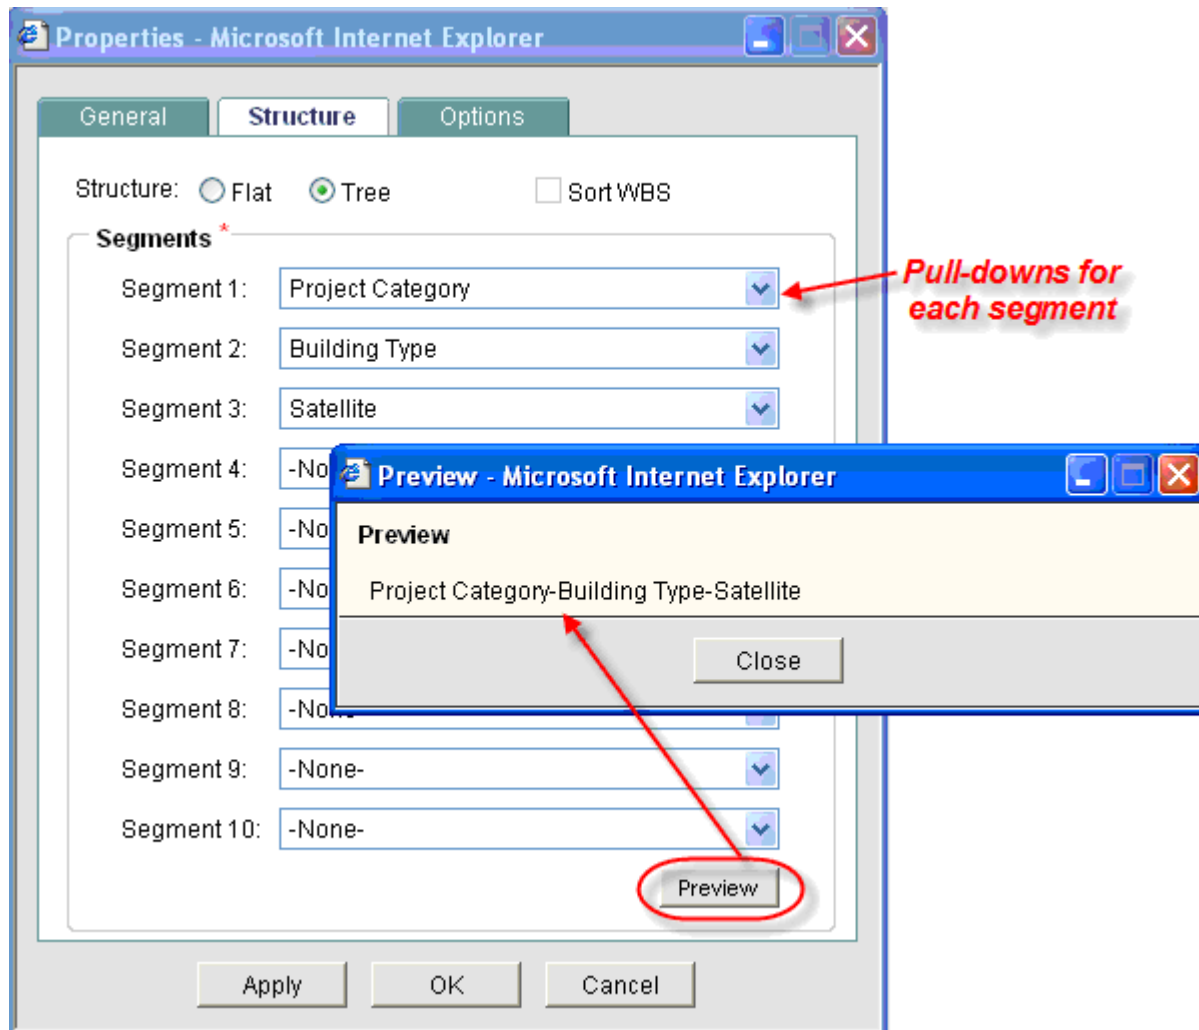 Properties - Microsoft Internet Explorer
General Structure Options
Structure: Flat Tree Sort WBS
Segments *
Segment 1: Project Category
Pull-downs for
each segment
Segment 2: Building Type
Segment 3: Satellite
Segment 4: -No
Preview - Microsoft Internet Explorer
Segment 5: -No
Preview
Segment 6: -No
Project Category-Building Type-Satellite
Segment 7: -No
Close
Segment 8: -None-
Segment 9: -None-
Segment 10: -None-
Preview
Apply OK Cancel